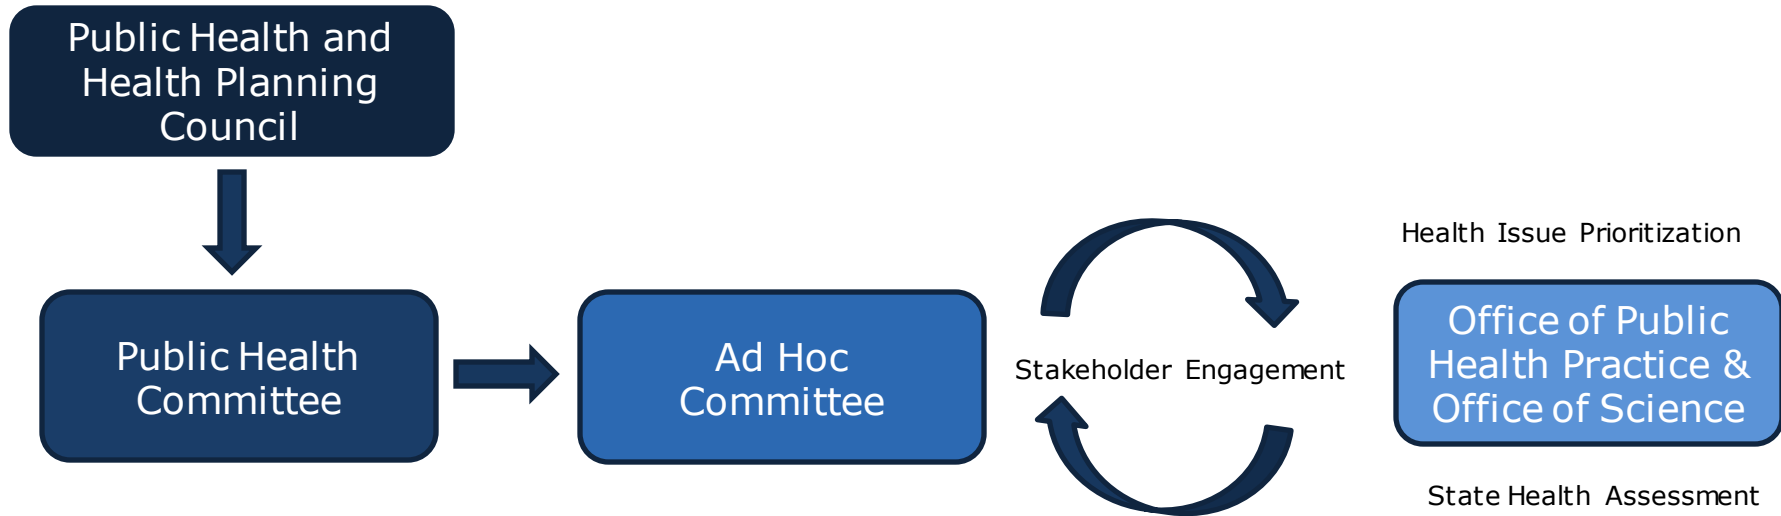 Public Health and
Health Planning
Council
Public Health
Committee
Ad Hoc
Committee
Stakeholder Engagement
Health Issue Prioritization
Office of Public
Health Practice &
Office of Science
State Health Assessment